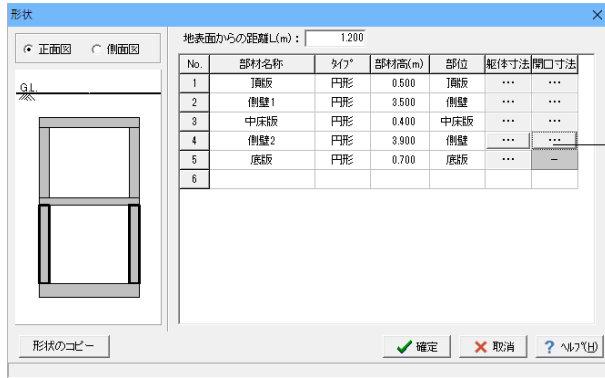 形状
正面図 側面図
地表面からの距離L(m)： 1.200
G.L.
No. 部材名称 ﾀｲﾌﾟ 部材高(m) 部位 躯体寸法 開口寸法
1 頂版 円形 0.500 頂版 ... ...
2 側壁1 円形 3.500 側壁 ... ...
3 中床版 円形 0.400 中床版 ... ...
4 側壁2 円形 3.900 側壁 ... ...
5 底版 円形 0.700 底版 ... －
6
形状のコピー 確定 取消 ? ﾍﾙﾌﾟ(H)